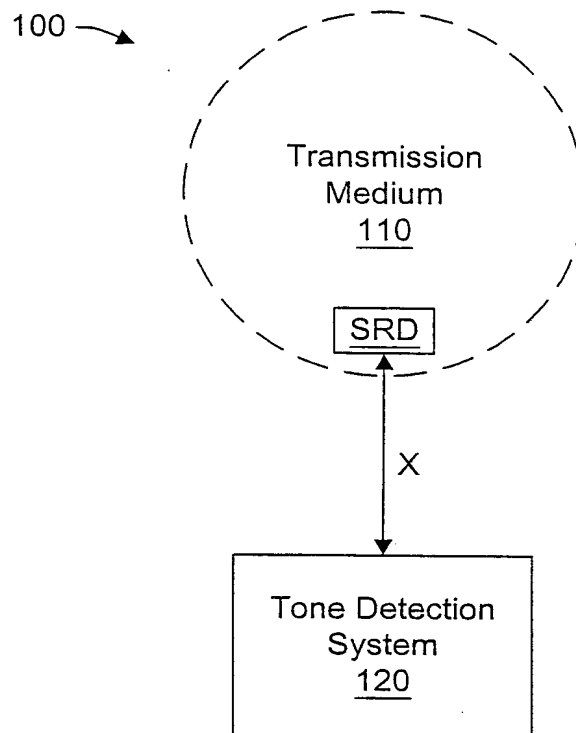 100
Transmission
Medium
110
SRD
X
Tone Detection
System
120